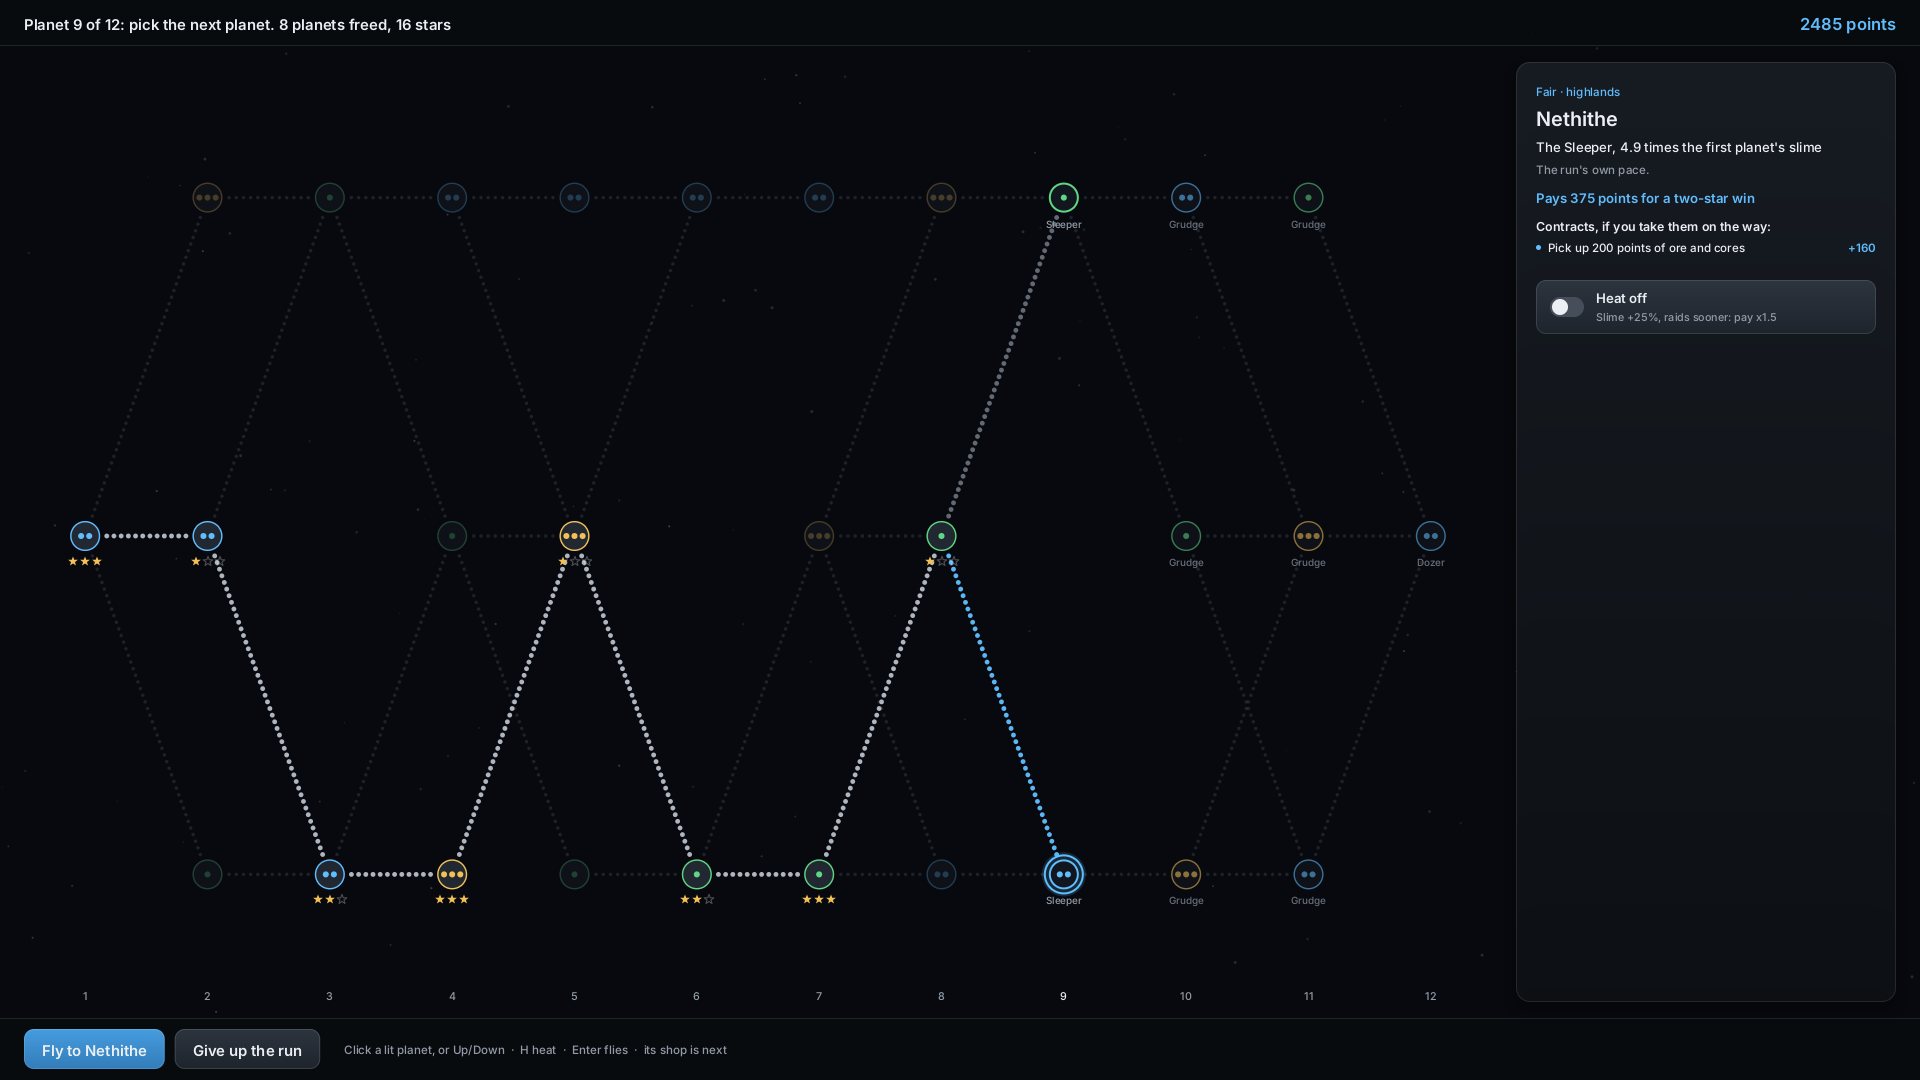 Planet 9 of 12: pick the next planet. 8 planets freed, 16 stars
2485 points
Fair · highlands
Nethithe
The Sleeper, 4.9 times the first planet's slime
The run's own pace.
Pays 375 points for a two-star win
Contracts, if you take them on the way:
Pick up 200 points of ore and cores +160
Heat off
Slime +25%, raids sooner: pay x1.5
Sleeper Grudge Grudge
Grudge Grudge Dozer
Sleeper Grudge Grudge
1 2 3 4 5 6 7 8 9 10 11 12
Fly to Nethithe
Give up the run
Click a lit planet, or Up/Down · H heat · Enter flies · its shop is next